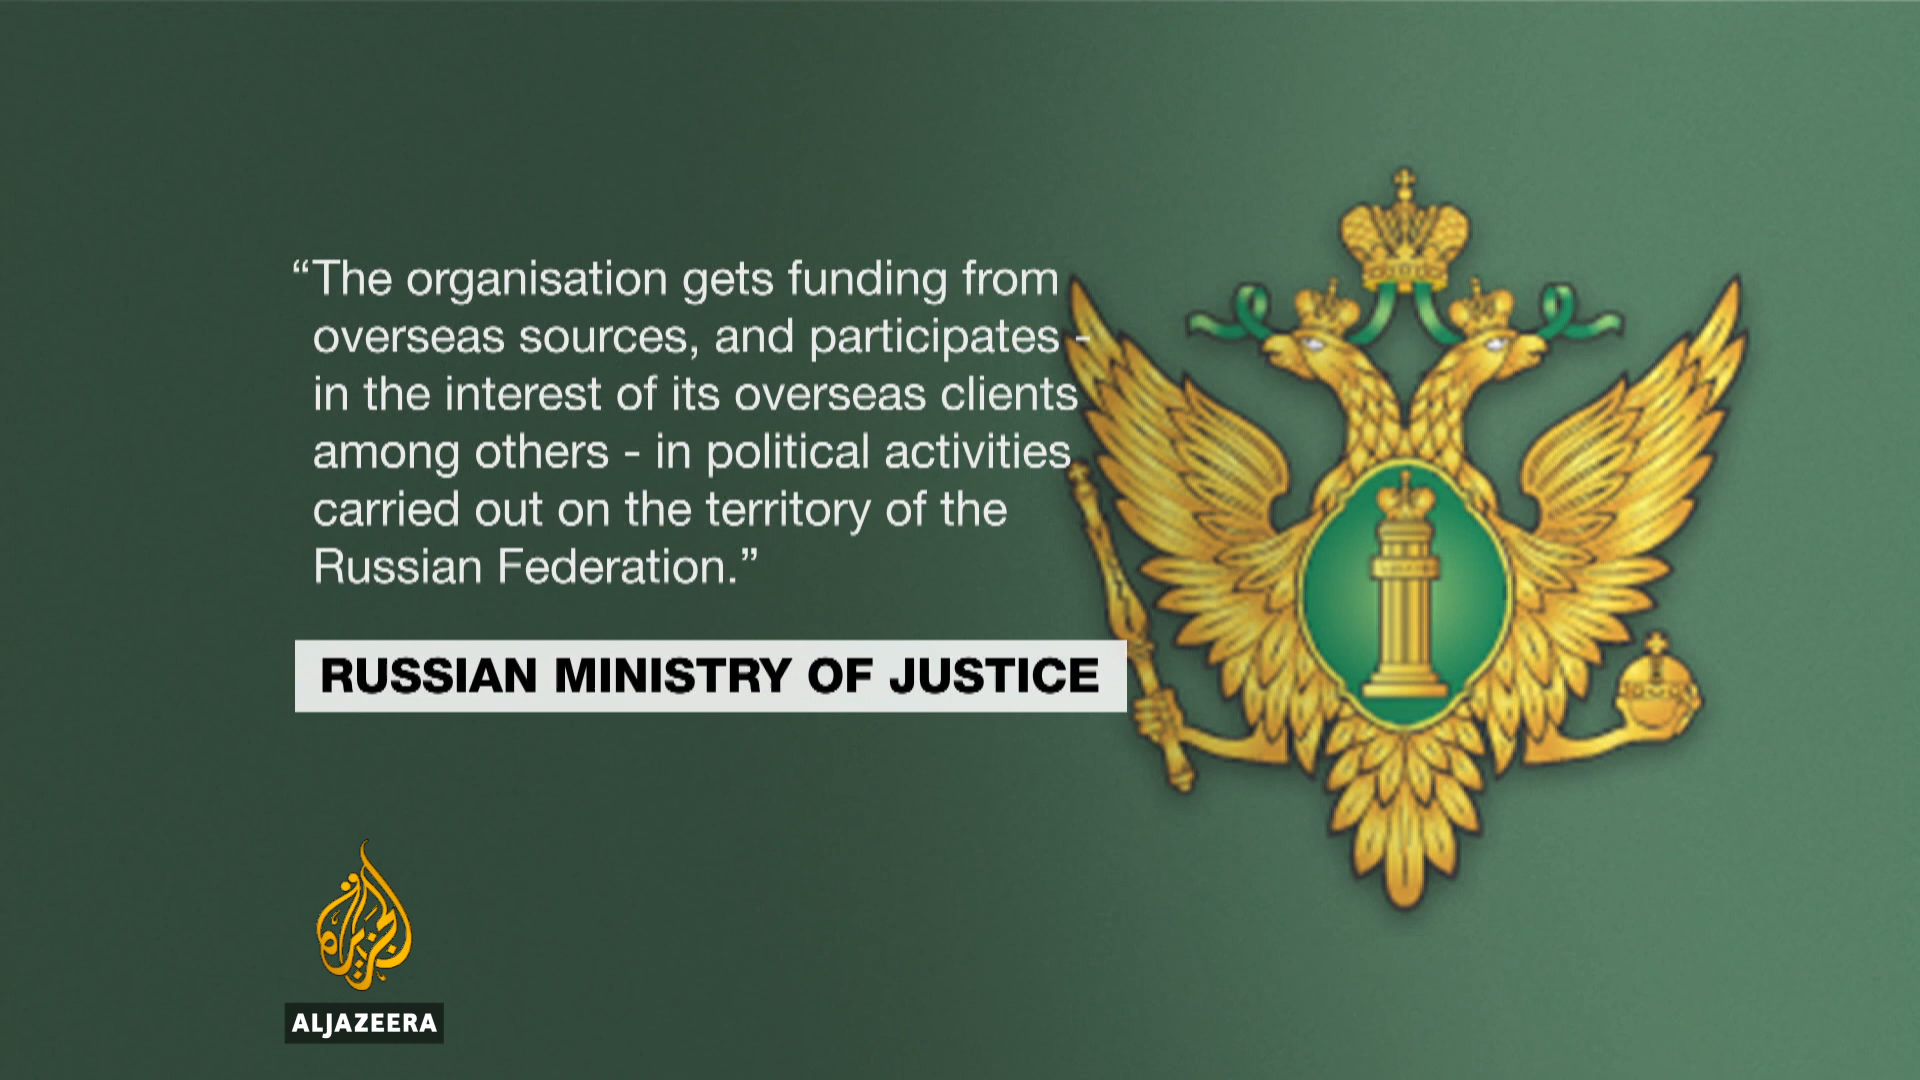 “The organisation gets funding from
overseas sources, and participates -
in the interest of its overseas clients
among others - in political activities
carried out on the territory of the
Russian Federation.”
RUSSIAN MINISTRY OF JUSTICE
الجزيرة
ALJAZEERA